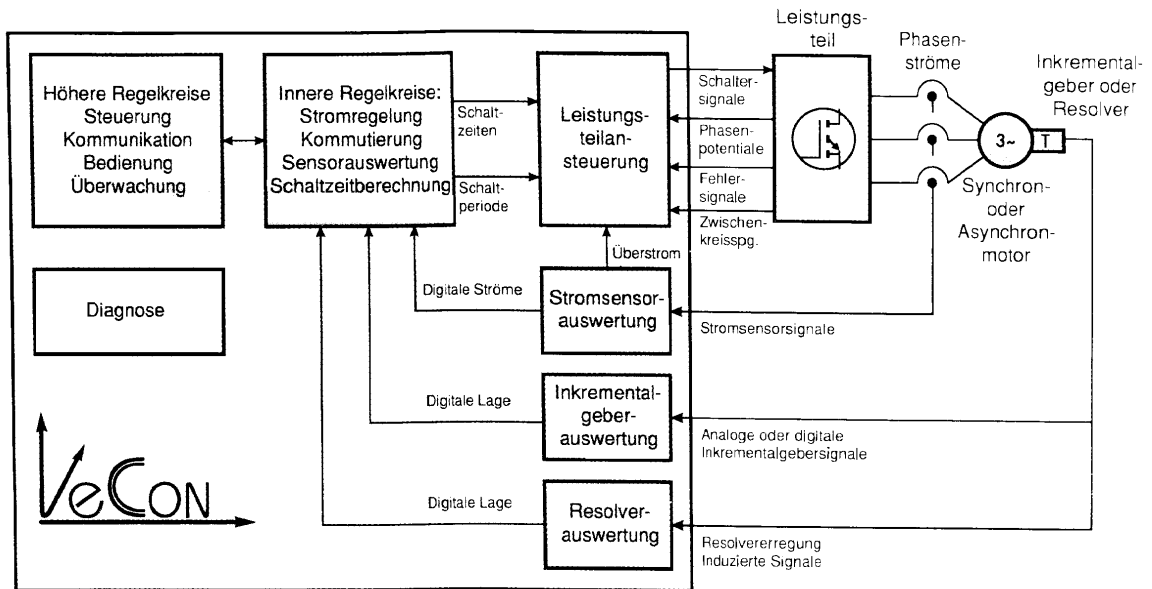 Höhere Regelkreise
Steuerung
Kommunikation
Bedienung
Überwachung
Innere Regelkreise:
Stromregelung
Kommutierung
Sensorauswertung
Schaltzeitberechnung
Schalt-
zeiten
Schalt-
periode
Leistungs-
teilan-
steuerung
Schalter-
signale
Phasen-
potentiale
Fehler-
signale
Zwischen-
kreisspg.
Leistungs-
teil
Phasen-
ströme
Inkremental-
geber oder
Resolver
3~
T
Synchron-
oder
Asynchron-
motor
Überstrom
Diagnose
Digitale Ströme
Stromsensor-
auswertung
Stromsensorsignale
Digitale Lage
Inkremental-
geber-
auswertung
Analoge oder digitale
Inkrementalgebersignale
VeCon
Digitale Lage
Resolver-
auswertung
Resolvererregung
Induzierte Signale